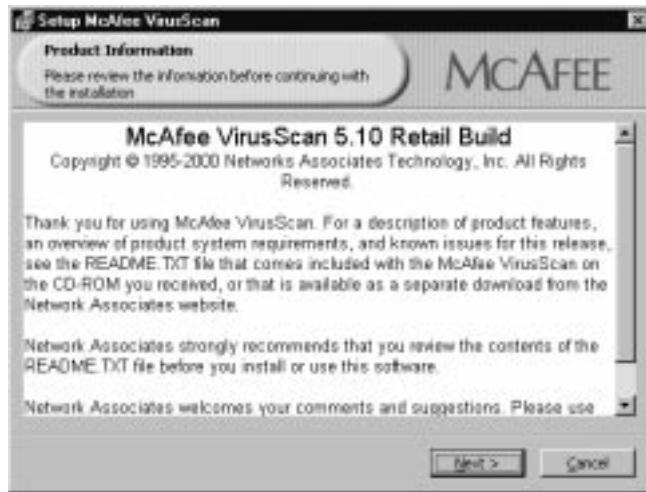 Setup McAfee VirusScan
Product Information
Please review the information before continuing with
the installation
MCAFEE
McAfee VirusScan 5.10 Retail Build
Copyright © 1995-2000 Networks Associates Technology, Inc. All Rights
Reserved.
Thank you for using McAfee VirusScan. For a description of product features,
an overview of product system requirements, and known issues for this release,
see the README.TXT file that comes included with the McAfee VirusScan on
the CD-ROM you received, or that is available as a separate download from the
Network Associates website.
Network Associates strongly recommends that you review the contents of the
README.TXT file before you install or use this software.
Network Associates welcomes your comments and suggestions. Please use
Next >
Cancel